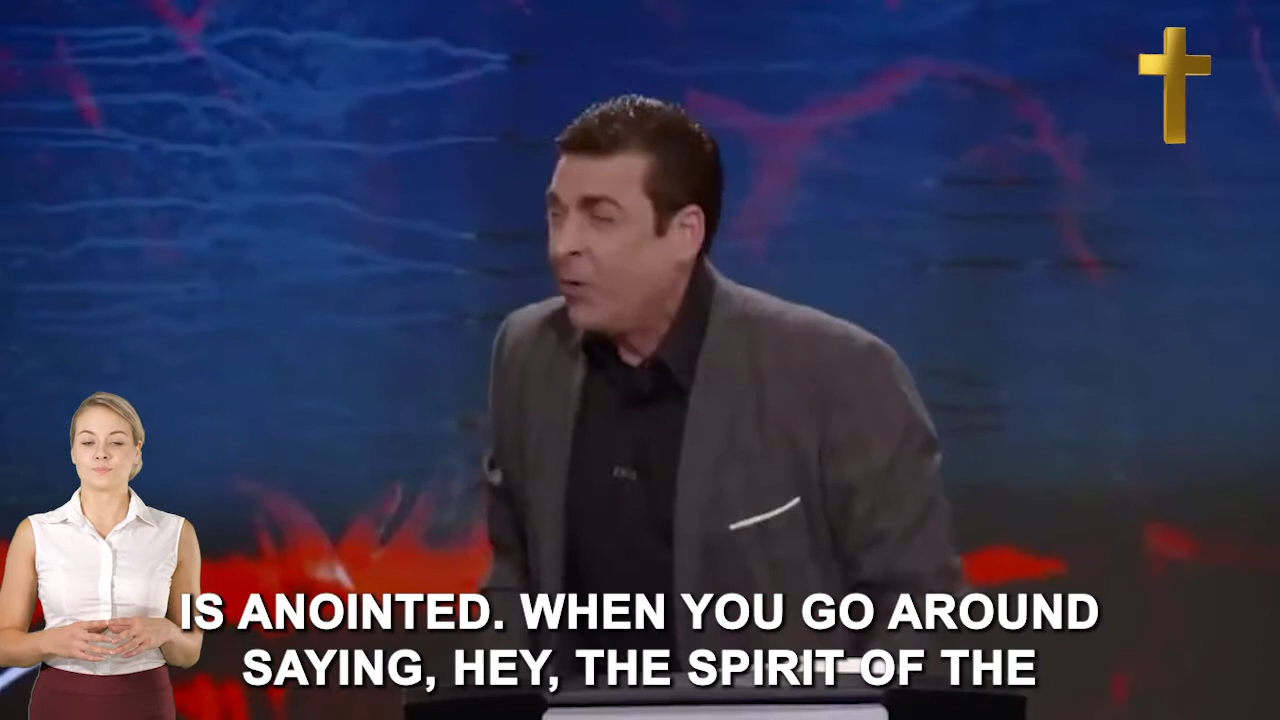 IS ANOINTED. WHEN YOU GO AROUND
SAYING, HEY, THE SPIRIT OF THE